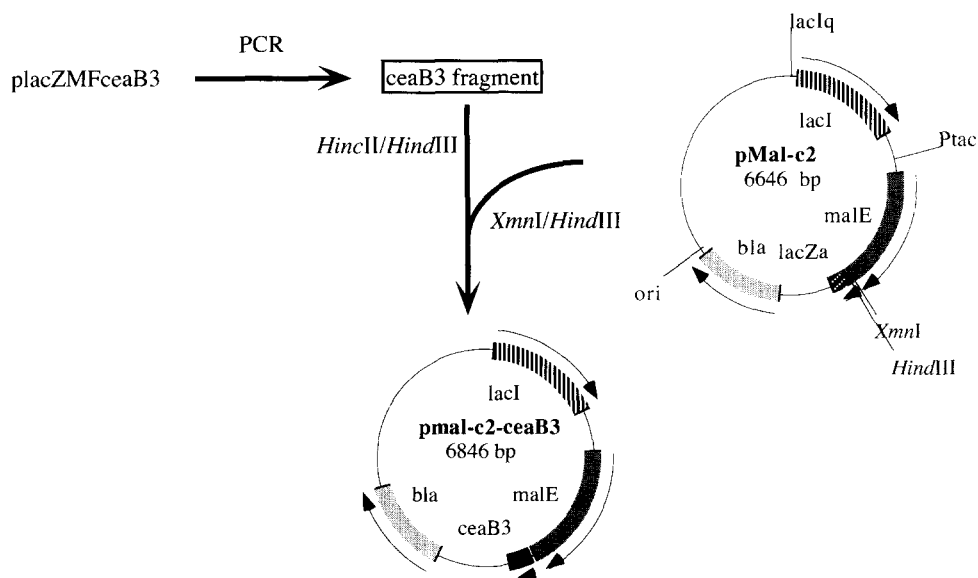 placZMFceaB3
PCR
ceaB3 fragment
HincII/HindIII
XmnI/HindIII
lacIq
lacI
Ptac
pMal-c2
6646 bp
malE
bla
lacZa
ori
XmnI
HindIII
lacI
pmal-c2-ceaB3
6846 bp
bla
malE
ceaB3